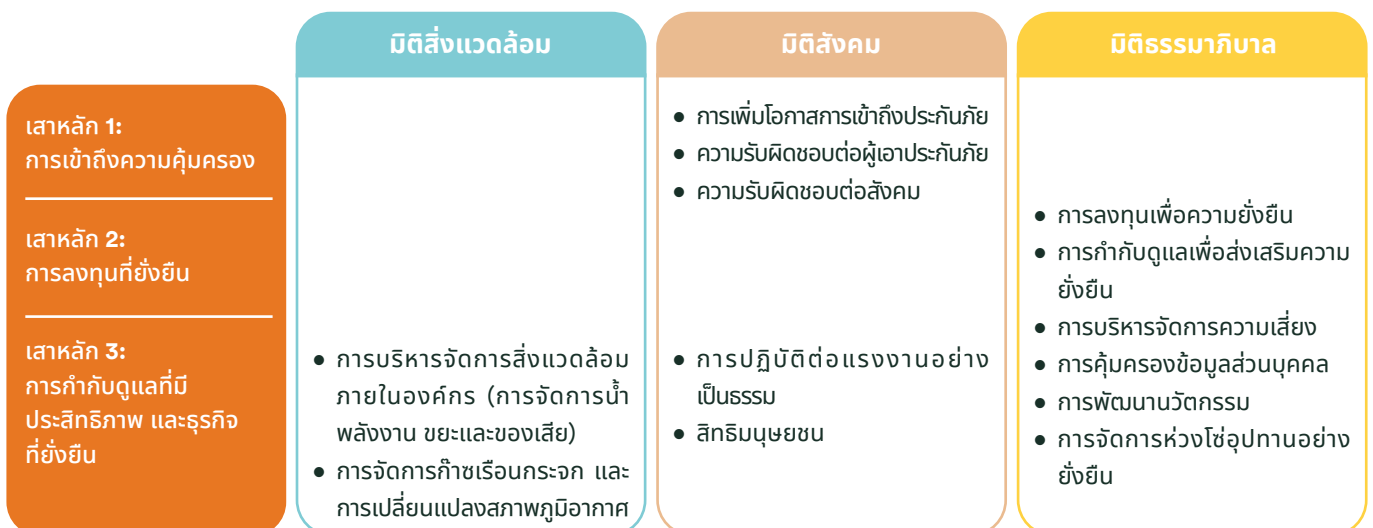 มิติสิ่งแวดล้อม
มิติสังคม
มิติธรรมาภิบาล
เสาหลัก 1:
การเข้าถึงความคุ้มครอง
เสาหลัก 2:
การลงทุนที่ยั่งยืน
เสาหลัก 3:
การกำกับดูแลที่มี
ประสิทธิภาพ และธุรกิจ
ที่ยั่งยืน
● การบริหารจัดการสิ่งแวดล้อม
ภายในองค์กร (การจัดการน้ำ
พลังงาน ขยะและของเสีย)
● การจัดการก๊าซเรือนกระจก และ
การเปลี่ยนแปลงสภาพภูมิอากาศ
● การเพิ่มโอกาสการเข้าถึงประกันภัย
● ความรับผิดชอบต่อผู้เอาประกันภัย
● ความรับผิดชอบต่อสังคม
● การปฏิบัติต่อแรงงานอย่าง
เป็นธรรม
● สิทธิมนุษยชน
● การลงทุนเพื่อความยั่งยืน
● การกำกับดูแลเพื่อส่งเสริมความ
ยั่งยืน
● การบริหารจัดการความเสี่ยง
● การคุ้มครองข้อมูลส่วนบุคคล
● การพัฒนานวัตกรรม
● การจัดการห่วงโซ่อุปทานอย่าง
ยั่งยืน